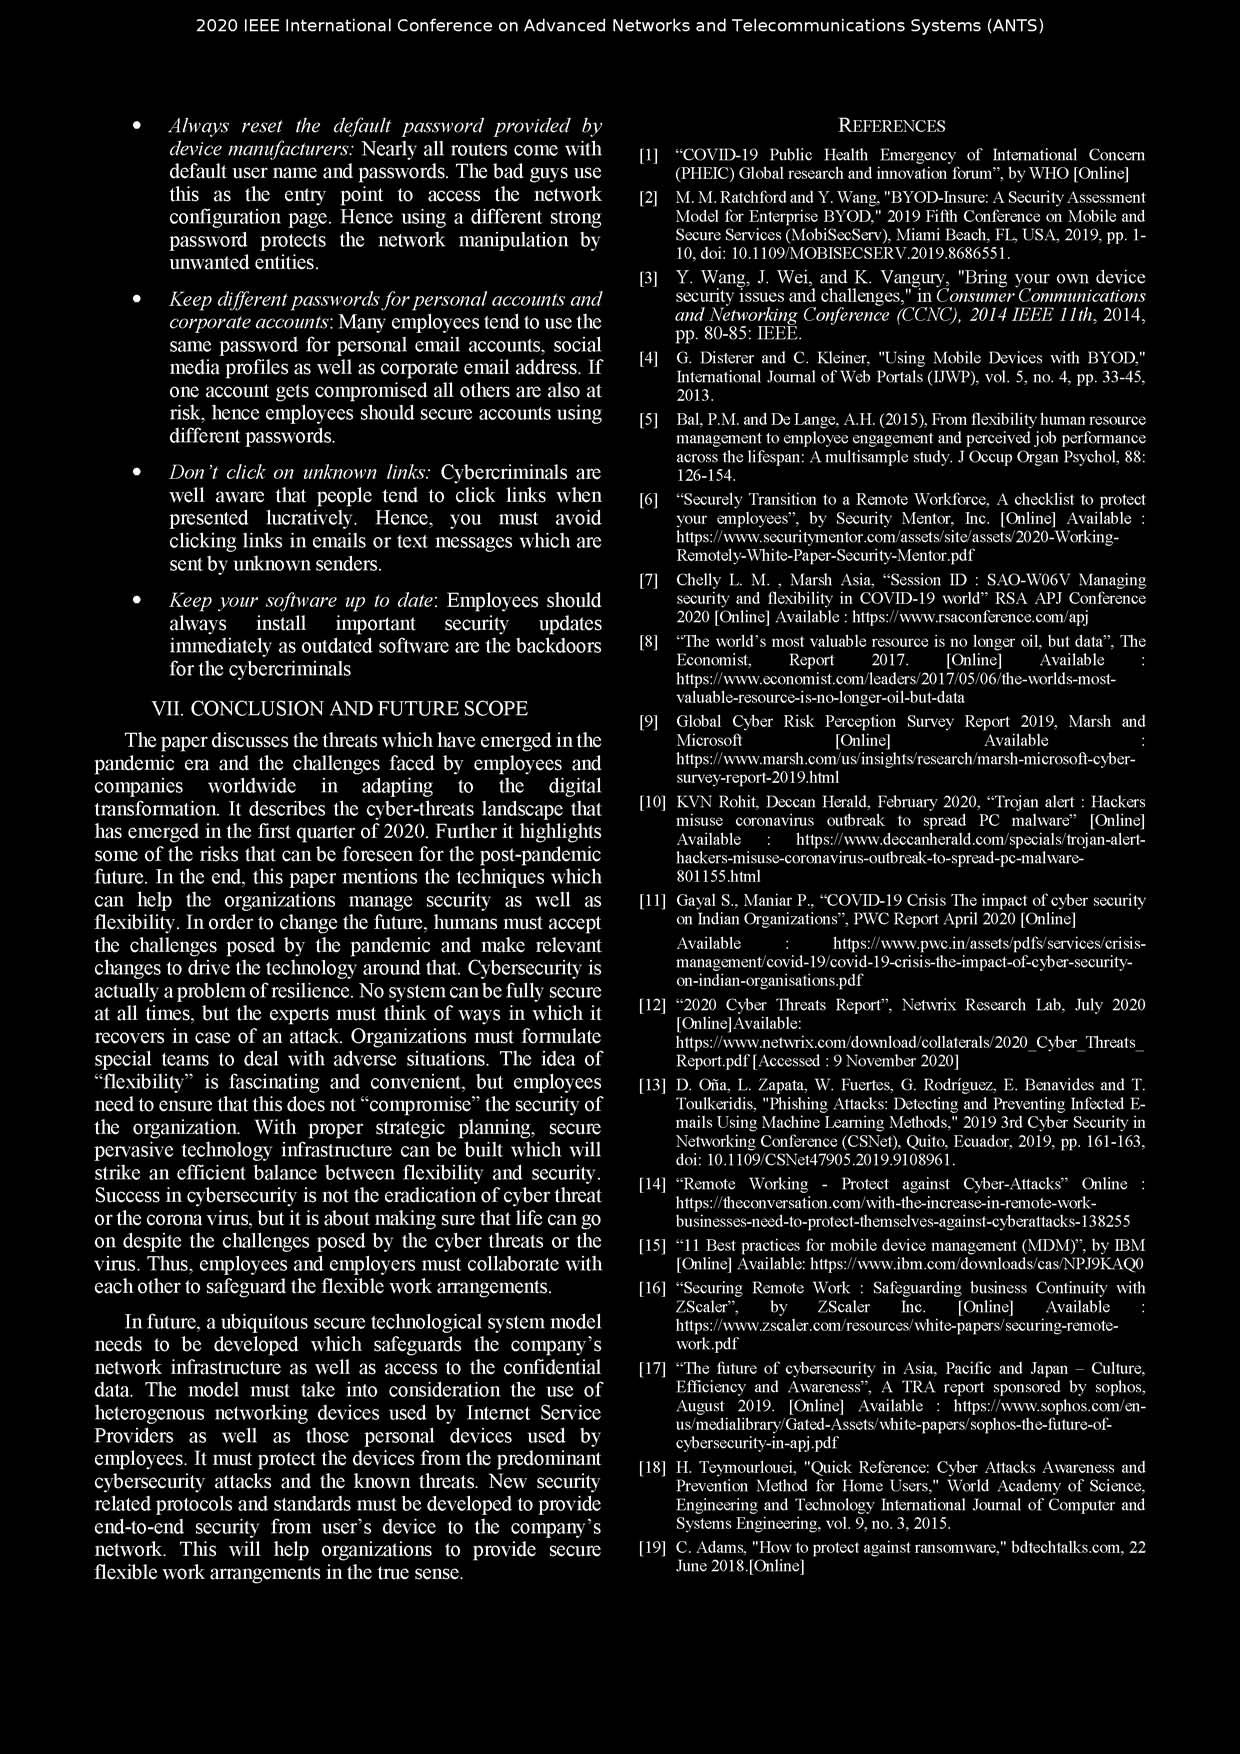 2020 IEEE International Conference on Advanced Networks and Telecommunications Systems (ANTS)
• Always reset the default password provided by
device manufacturers: Nearly all routers come with
default user name and passwords. The bad guys use
this as the entry point to access the network
configuration page. Hence using a different strong
password protects the network manipulation by
unwanted entities.
• Keep different passwords for personal accounts and
corporate accounts: Many employees tend to use the
same password for personal email accounts, social
media profiles as well as corporate email address. If
one account gets compromised all others are also at
risk, hence employees should secure accounts using
different passwords.
• Don’t click on unknown links: Cybercriminals are
well aware that people tend to click links when
presented lucratively. Hence, you must avoid
clicking links in emails or text messages which are
sent by unknown senders.
• Keep your software up to date: Employees should
always install important security updates
immediately as outdated software are the backdoors
for the cybercriminals
VII. CONCLUSION AND FUTURE SCOPE
The paper discusses the threats which have emerged in the
pandemic era and the challenges faced by employees and
companies worldwide in adapting to the digital
transformation. It describes the cyber-threats landscape that
has emerged in the first quarter of 2020. Further it highlights
some of the risks that can be foreseen for the post-pandemic
future. In the end, this paper mentions the techniques which
can help the organizations manage security as well as
flexibility. In order to change the future, humans must accept
the challenges posed by the pandemic and make relevant
changes to drive the technology around that. Cybersecurity is
actually a problem of resilience. No system can be fully secure
at all times, but the experts must think of ways in which it
recovers in case of an attack. Organizations must formulate
special teams to deal with adverse situations. The idea of
“flexibility” is fascinating and convenient, but employees
need to ensure that this does not “compromise” the security of
the organization. With proper strategic planning, secure
pervasive technology infrastructure can be built which will
strike an efficient balance between flexibility and security.
Success in cybersecurity is not the eradication of cyber threat
or the corona virus, but it is about making sure that life can go
on despite the challenges posed by the cyber threats or the
virus. Thus, employees and employers must collaborate with
each other to safeguard the flexible work arrangements.
In future, a ubiquitous secure technological system model
needs to be developed which safeguards the company’s
network infrastructure as well as access to the confidential
data. The model must take into consideration the use of
heterogenous networking devices used by Internet Service
Providers as well as those personal devices used by
employees. It must protect the devices from the predominant
cybersecurity attacks and the known threats. New security
related protocols and standards must be developed to provide
end-to-end security from user’s device to the company’s
network. This will help organizations to provide secure
flexible work arrangements in the true sense.
REFERENCES
[1] “COVID-19 Public Health Emergency of International Concern
(PHEIC) Global research and innovation forum”, by WHO [Online]
[2] M. M. Ratchford and Y. Wang, "BYOD-Insure: A Security Assessment
Model for Enterprise BYOD," 2019 Fifth Conference on Mobile and
Secure Services (MobiSecServ), Miami Beach, FL, USA, 2019, pp. 1-
10, doi: 10.1109/MOBISECSERV.2019.8686551.
[3] Y. Wang, J. Wei, and K. Vangury, "Bring your own device
security issues and challenges," in Consumer Communications
and Networking Conference (CCNC), 2014 IEEE 11th, 2014,
pp. 80-85: IEEE.
[4] G. Disterer and C. Kleiner, "Using Mobile Devices with BYOD,"
International Journal of Web Portals (IJWP), vol. 5, no. 4, pp. 33-45,
2013.
[5] Bal, P.M. and De Lange, A.H. (2015), From flexibility human resource
management to employee engagement and perceived job performance
across the lifespan: A multisample study. J Occup Organ Psychol, 88:
126-154.
[6] “Securely Transition to a Remote Workforce, A checklist to protect
your employees”, by Security Mentor, Inc. [Online] Available :
https://www.securitymentor.com/assets/site/assets/2020-Working-
Remotely-White-Paper-Security-Mentor.pdf
[7] Chelly L. M. , Marsh Asia, “Session ID : SAO-W06V Managing
security and flexibility in COVID-19 world” RSA APJ Conference
2020 [Online] Available : https://www.rsaconference.com/apj
[8] “The world’s most valuable resource is no longer oil, but data”, The
Economist, Report 2017. [Online] Available :
https://www.economist.com/leaders/2017/05/06/the-worlds-most-
valuable-resource-is-no-longer-oil-but-data
[9] Global Cyber Risk Perception Survey Report 2019, Marsh and
Microsoft [Online] Available :
https://www.marsh.com/us/insights/research/marsh-microsoft-cyber-
survey-report-2019.html
[10] KVN Rohit, Deccan Herald, February 2020, “Trojan alert : Hackers
misuse coronavirus outbreak to spread PC malware” [Online]
Available : https://www.deccanherald.com/specials/trojan-alert-
hackers-misuse-coronavirus-outbreak-to-spread-pc-malware-
801155.html
[11] Gayal S., Maniar P., “COVID-19 Crisis The impact of cyber security
on Indian Organizations”, PWC Report April 2020 [Online]
Available : https://www.pwc.in/assets/pdfs/services/crisis-
management/covid-19/covid-19-crisis-the-impact-of-cyber-security-
on-indian-organisations.pdf
[12] “2020 Cyber Threats Report”, Netwrix Research Lab, July 2020
[Online]Available:
https://www.netwrix.com/download/collaterals/2020_Cyber_Threats_
Report.pdf [Accessed : 9 November 2020]
[13] D. Oña, L. Zapata, W. Fuertes, G. Rodríguez, E. Benavides and T.
Toulkeridis, "Phishing Attacks: Detecting and Preventing Infected E-
mails Using Machine Learning Methods," 2019 3rd Cyber Security in
Networking Conference (CSNet), Quito, Ecuador, 2019, pp. 161-163,
doi: 10.1109/CSNet47905.2019.9108961.
[14] “Remote Working - Protect against Cyber-Attacks” Online :
https://theconversation.com/with-the-increase-in-remote-work-
businesses-need-to-protect-themselves-against-cyberattacks-138255
[15] “11 Best practices for mobile device management (MDM)”, by IBM
[Online] Available: https://www.ibm.com/downloads/cas/NPJ9KAQ0
[16] “Securing Remote Work : Safeguarding business Continuity with
ZScaler”, by ZScaler Inc. [Online] Available :
https://www.zscaler.com/resources/white-papers/securing-remote-
work.pdf
[17] “The future of cybersecurity in Asia, Pacific and Japan – Culture,
Efficiency and Awareness”, A TRA report sponsored by sophos,
August 2019. [Online] Available : https://www.sophos.com/en-
us/medialibrary/Gated-Assets/white-papers/sophos-the-future-of-
cybersecurity-in-apj.pdf
[18] H. Teymourlouei, "Quick Reference: Cyber Attacks Awareness and
Prevention Method for Home Users," World Academy of Science,
Engineering and Technology International Journal of Computer and
Systems Engineering, vol. 9, no. 3, 2015.
[19] C. Adams, "How to protect against ransomware," bdtechtalks.com, 22
June 2018.[Online]